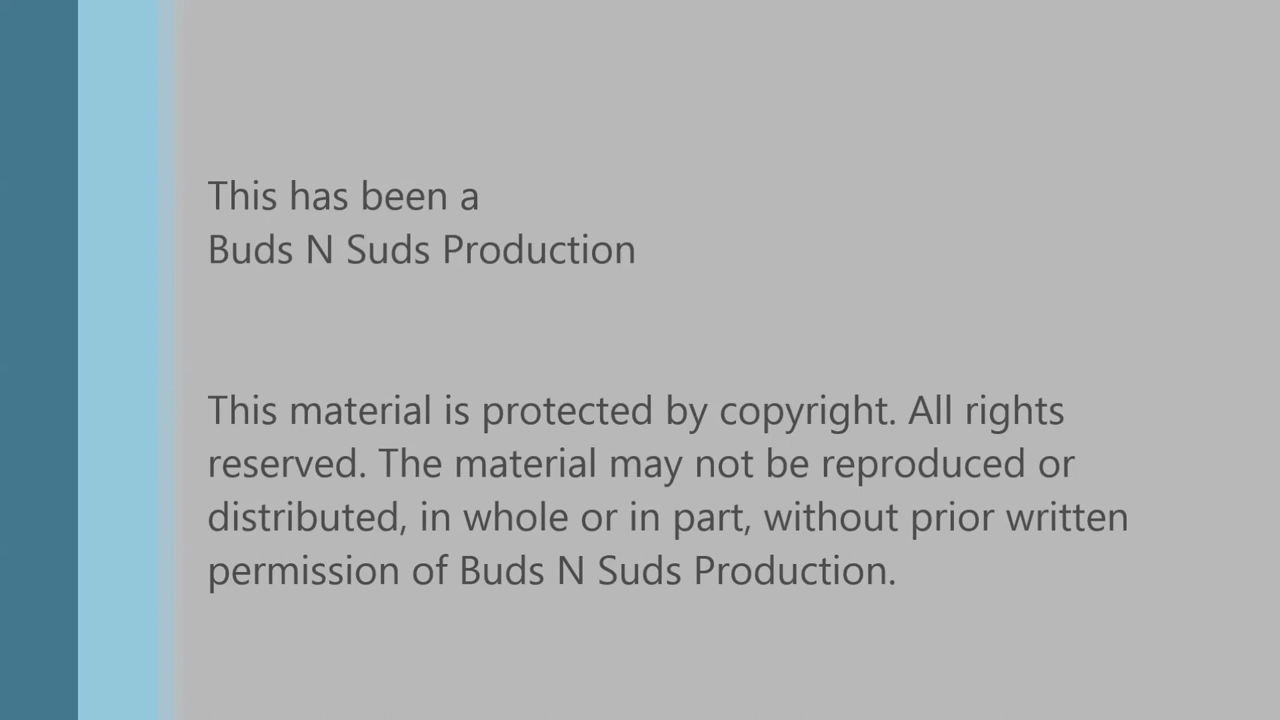 This has been a
Buds N Suds Production
This material is protected by copyright. All rights
reserved. The material may not be reproduced or
distributed, in whole or in part, without prior written
permission of Buds N Suds Production.